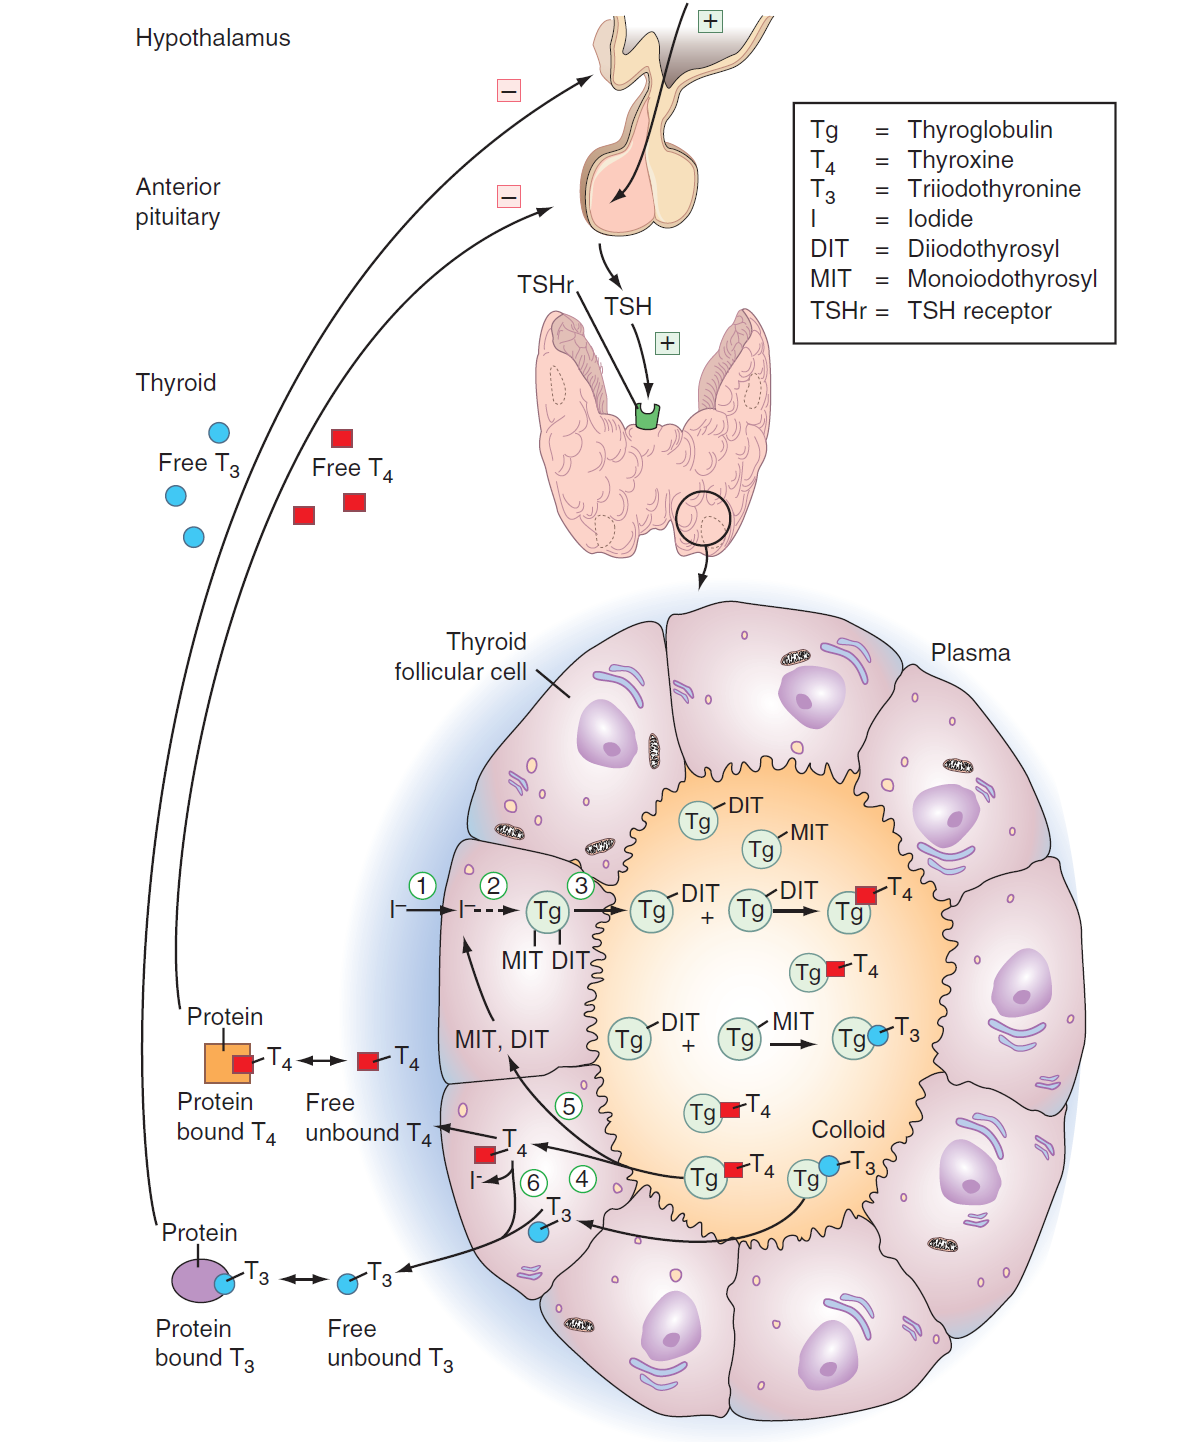 +
Hypothalamus
−
Anterior
pituitary
−
Tg = Thyroglobulin
T4 = Thyroxine
T3 = Triiodothyronine
I = Iodide
DIT = Diiodothyrosyl
MIT = Monoiodothyrosyl
TSHr = TSH receptor
TSHr
TSH
+
Thyroid
Free T3
Free T4
Thyroid
follicular cell
Plasma
Tg DIT
Tg MIT
1 2 3
I− I− Tg
MIT DIT
Tg DIT + Tg DIT Tg T4
Tg T4
MIT, DIT
Tg DIT + Tg MIT Tg T3
Protein
T4 T4
Protein
bound T4
Free
unbound T4
5
Tg T4
Colloid
T4
Tg T4
Tg T3
I-
6 4
T3
Protein
T3 T3
Protein
bound T3
Free
unbound T3